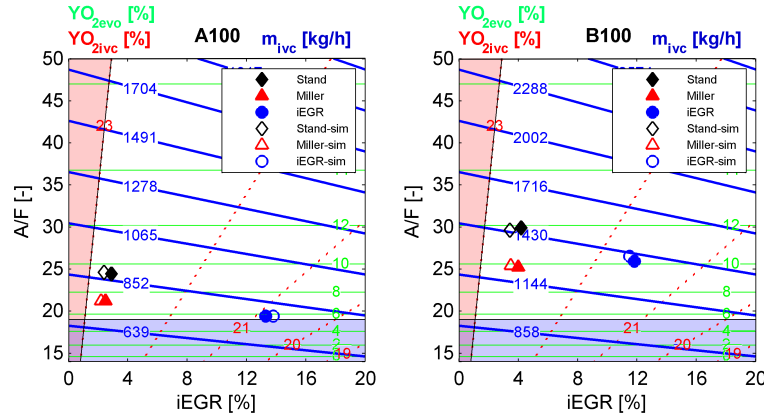 YO2evo [%]
YO2ivc [%] A100 mivc [kg/h]
50
45
40
35
30
25
20
15
A/F [-]
0 4 8 12 16 20
iEGR [%]
1704
1491
1278
1065
852
639
23
21
20
19
12
10
8
6
4
2
Stand
Miller
iEGR
Stand-sim
Miller-sim
iEGR-sim
YO2evo [%]
YO2ivc [%] B100 mivc [kg/h]
50
45
40
35
30
25
20
15
A/F [-]
0 4 8 12 16 20
iEGR [%]
2288
2002
1716
1430
1144
858
23
21
20
19
12
10
8
6
4
2
Stand
Miller
iEGR
Stand-sim
Miller-sim
iEGR-sim